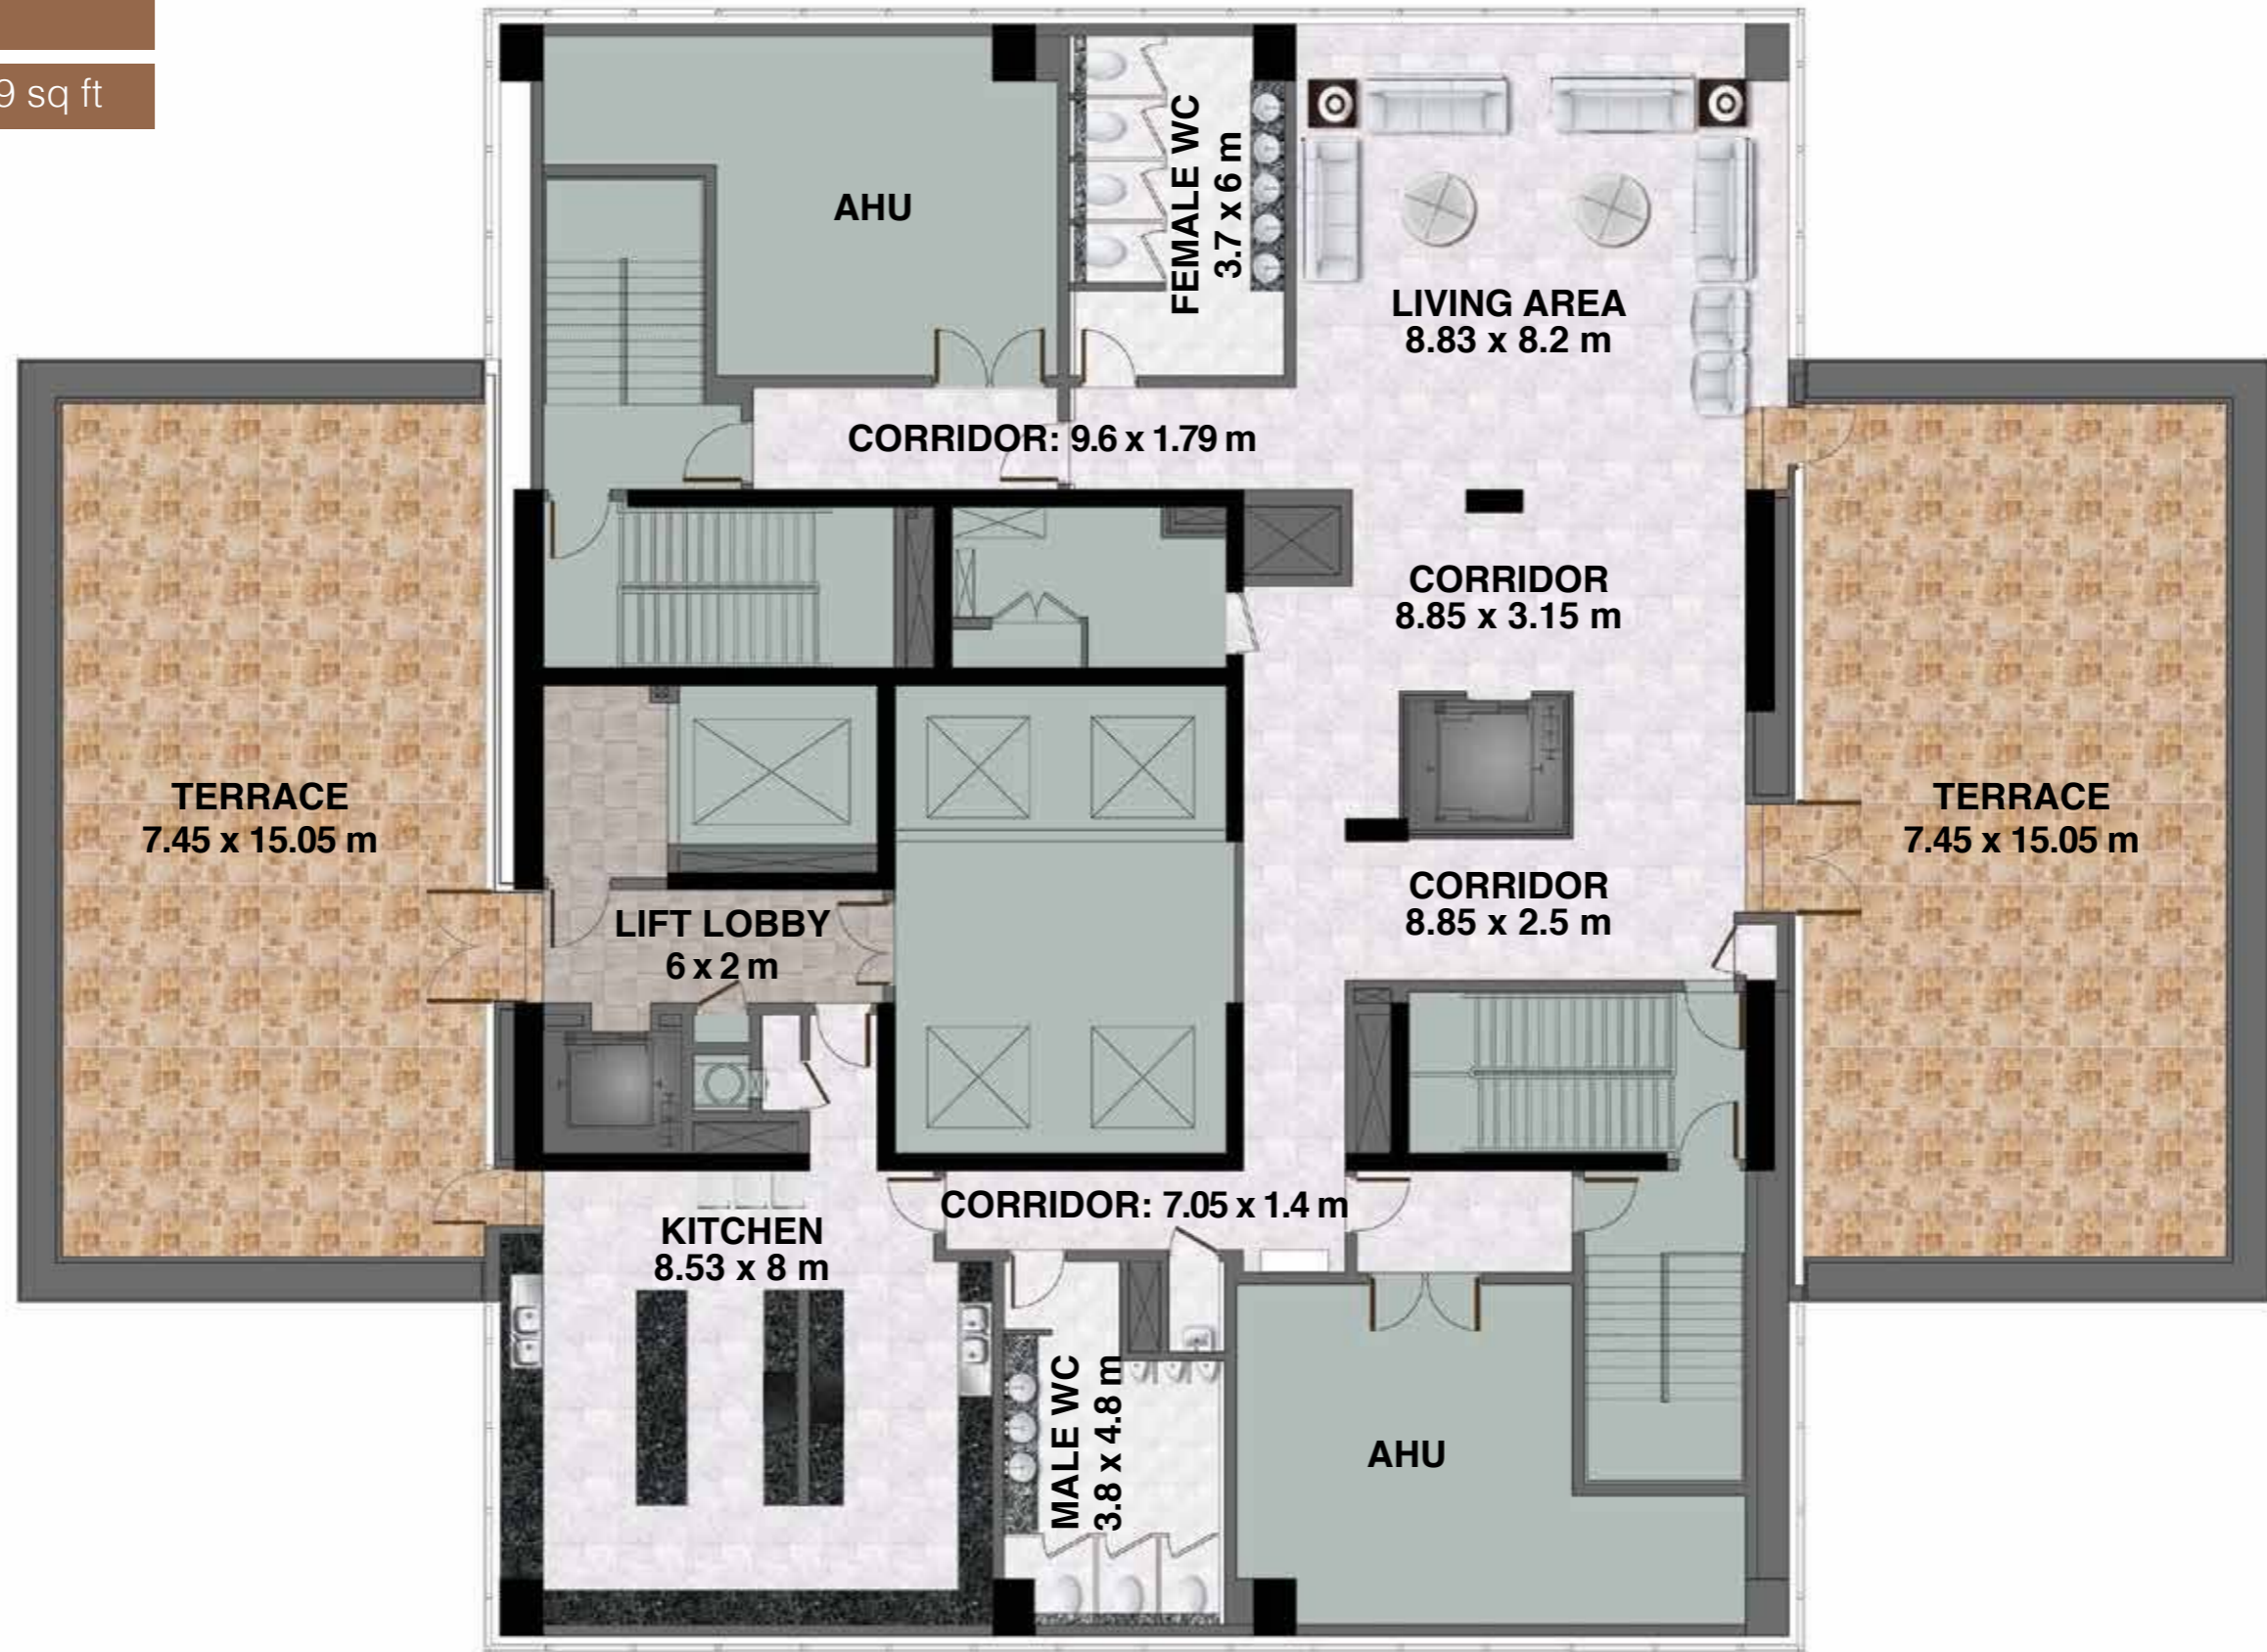 9 sq ft
AHU
FEMALE WC
3.7 x 6 m
LIVING AREA
8.83 x 8.2 m
CORRIDOR: 9.6 x 1.79 m
CORRIDOR
8.85 x 3.15 m
TERRACE
7.45 x 15.05 m
TERRACE
7.45 x 15.05 m
LIFT LOBBY
6 x 2 m
CORRIDOR
8.85 x 2.5 m
CORRIDOR: 7.05 x 1.4 m
KITCHEN
8.53 x 8 m
MALE WC
3.8 x 4.8 m
AHU